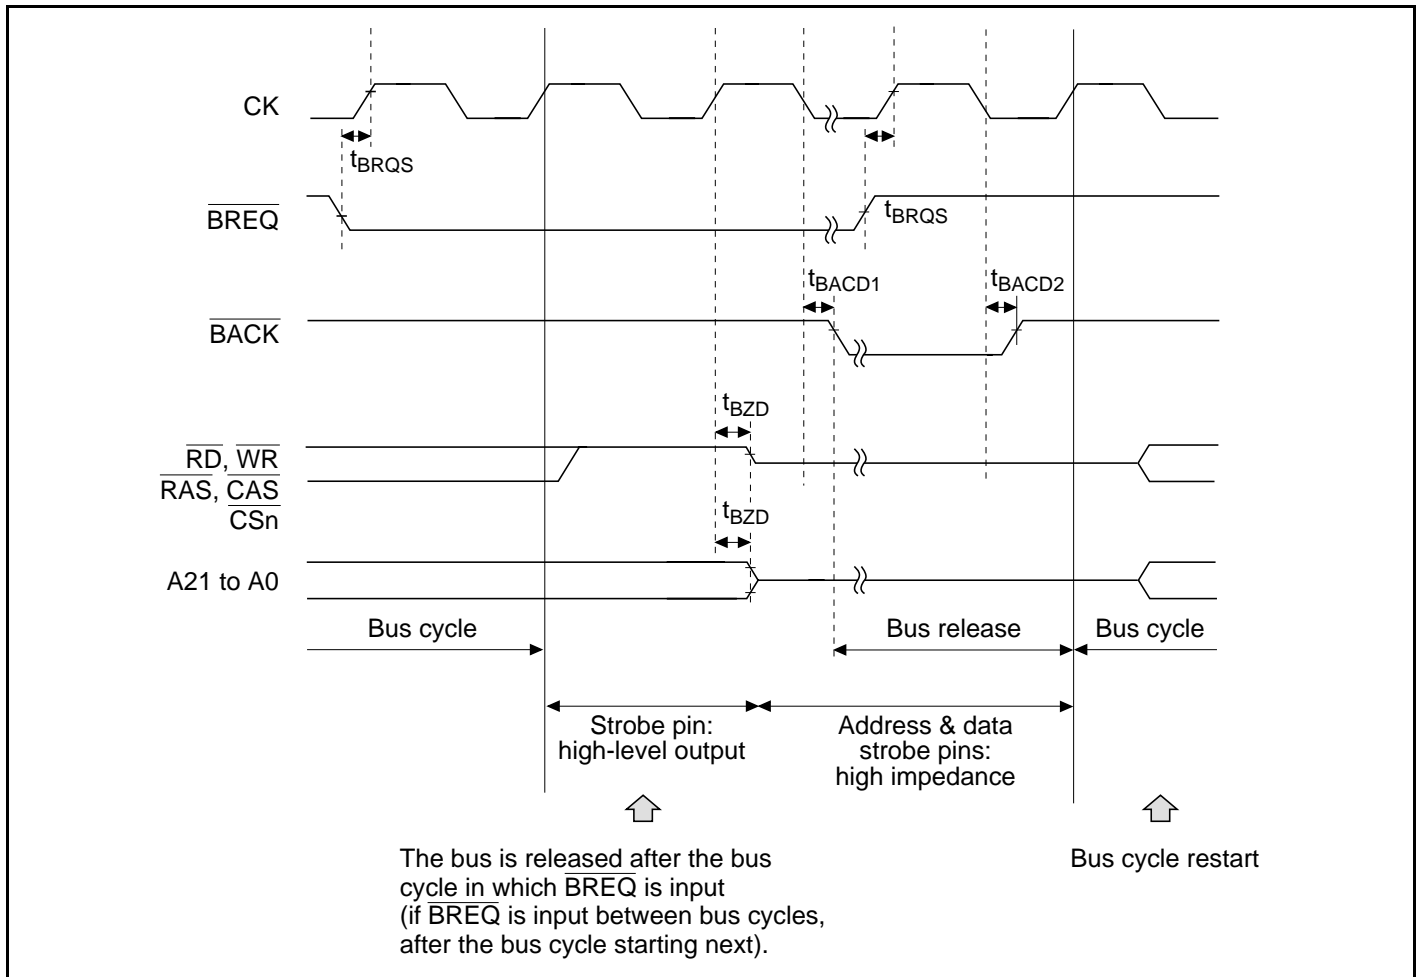 CK
tBRQS
BREQ
tBRQS
tBACD1
tBACD2
BACK
tBZD
RD, WR
RAS, CAS
CSn
tBZD
A21 to A0
Bus cycle
Bus release
Bus cycle
Strobe pin:
high-level output
Address & data
strobe pins:
high impedance
The bus is released after the bus
cycle in which BREQ is input
(if BREQ is input between bus cycles,
after the bus cycle starting next).
Bus cycle restart